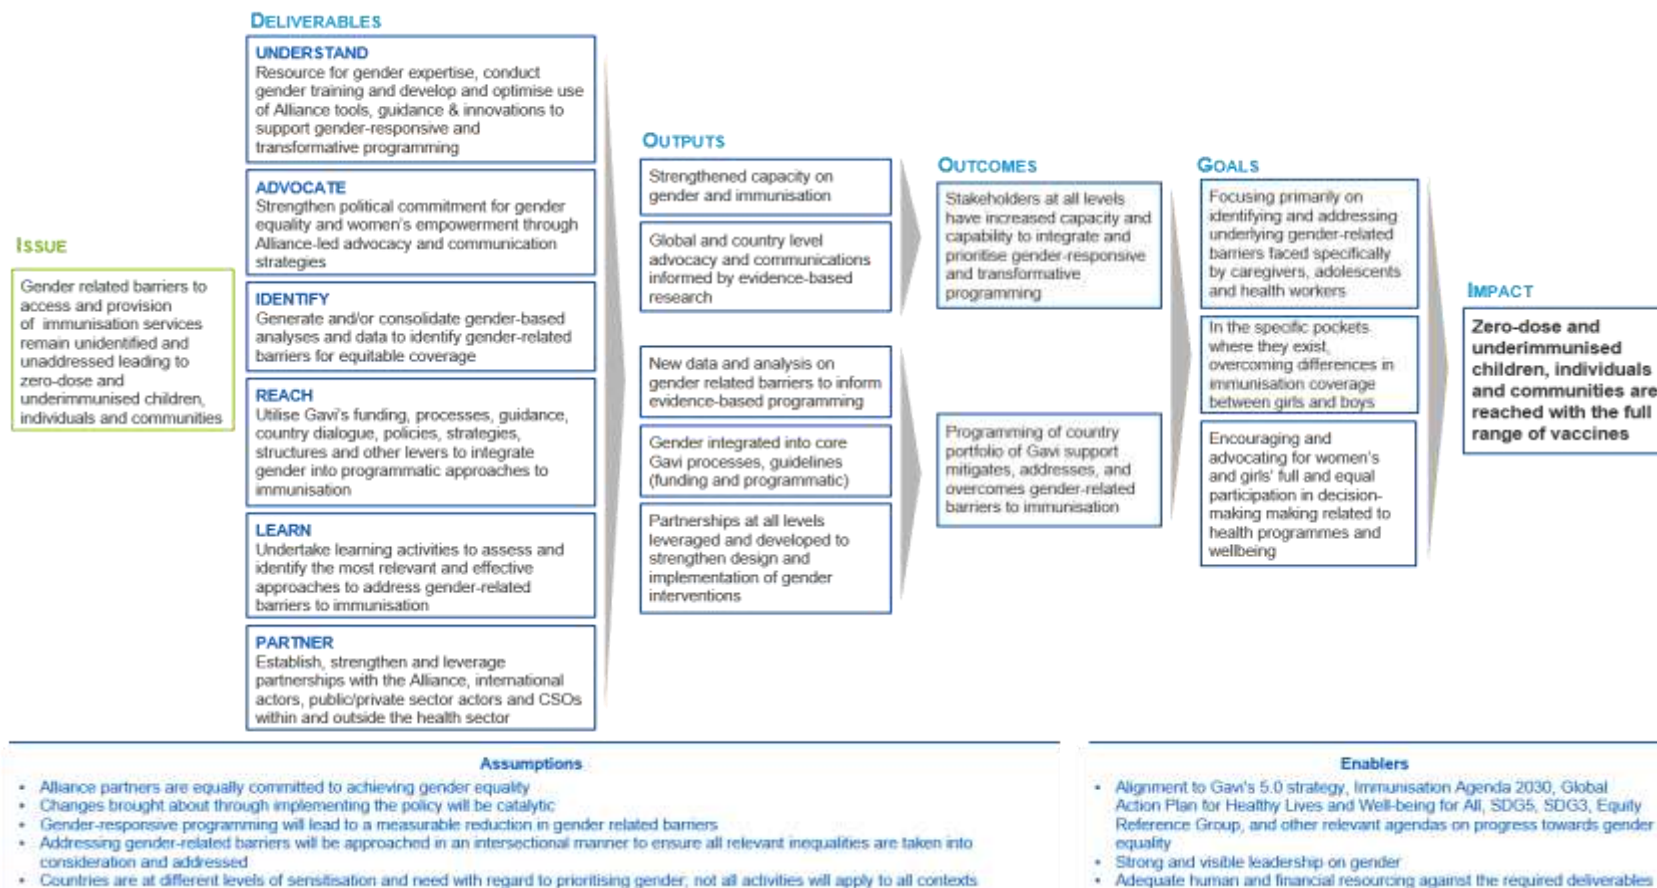 ISSUE
Gender related barriers to
access and provision
of immunisation services
remain unidentified and
unaddressed leading to
zero-dose and
underimmunised children,
individuals and communities
DELIVERABLES
UNDERSTAND
Resource for gender expertise, conduct
gender training and develop and optimise use
of Alliance tools, guidance & innovations to
support gender-responsive and
transformative programming
ADVOCATE
Strengthen political commitment for gender
equality and women's empowerment through
Alliance-led advocacy and communication
strategies
IDENTIFY
Generate and/or consolidate gender-based
analyses and data to identify gender-related
barriers for equitable coverage
REACH
Utilise Gavi's funding, processes, guidance,
country dialogue, policies, strategies,
structures and other levers to integrate
gender into programmatic approaches to
immunisation
LEARN
Undertake learning activities to assess and
identify the most relevant and effective
approaches to address gender-related
barriers to immunisation
PARTNER
Establish, strengthen and leverage
partnerships with the Alliance, international
actors, public/private sector actors and CSOs
within and outside the health sector
OUTPUTS
Strengthened capacity on
gender and immunisation
Global and country level
advocacy and communications
informed by evidence-based
research
New data and analysis on
gender related barriers to inform
evidence-based programming
Gender integrated into core
Gavi processes, guidelines
(funding and programmatic)
Partnerships at all levels
leveraged and developed to
strengthen design and
implementation of gender
interventions
OUTCOMES
Stakeholders at all levels
have increased capacity and
capability to integrate and
prioritise gender-responsive
and transformative
programming
Programming of country
portfolio of Gavi support
mitigates, addresses, and
overcomes gender-related
barriers to immunisation
GOALS
Focusing primarily on
identifying and addressing
underlying gender-related
barriers faced specifically
by caregivers, adolescents
and health workers
In the specific pockets
where they exist,
overcoming differences in
immunisation coverage
between girls and boys
Encouraging and
advocating for women's
and girls' full and equal
participation in decision-
making making related to
health programmes and
wellbeing
IMPACT
Zero-dose and
underimmunised
children, individuals
and communities are
reached with the full
range of vaccines
Assumptions
• Alliance partners are equally committed to achieving gender equality
• Changes brought about through implementing the policy will be catalytic
• Gender-responsive programming will lead to a measurable reduction in gender related barriers
• Addressing gender-related barriers will be approached in an intersectional manner to ensure all relevant inequalities are taken into
consideration and addressed
• Countries are at different levels of sensitisation and need with regard to prioritising gender; not all activities will apply to all contexts
Enablers
• Alignment to Gavi's 5.0 strategy, Immunisation Agenda 2030, Global
Action Plan for Healthy Lives and Well-being for All, SDG5, SDG3, Equity
Reference Group, and other relevant agendas on progress towards gender
equality
• Strong and visible leadership on gender
• Adequate human and financial resourcing against the required deliverables